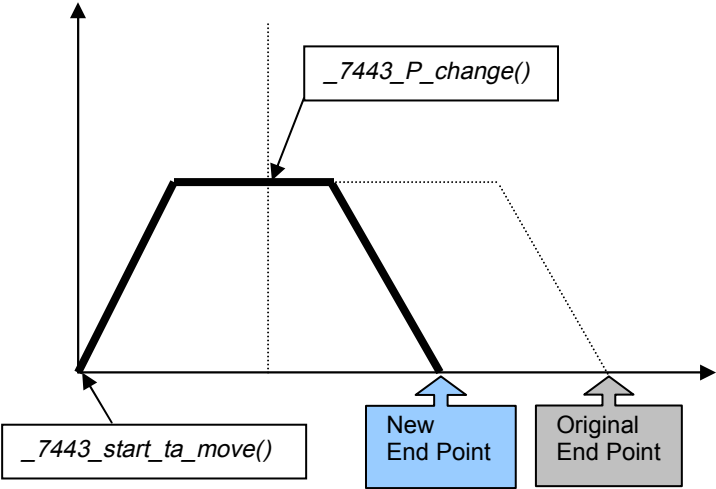 _7443_P_change()
_7443_start_ta_move()
New
End Point
Original
End Point